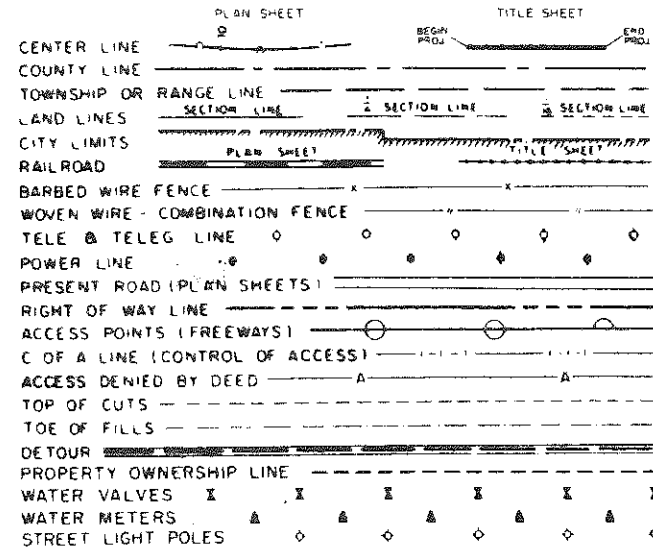 PLAN SHEET TITLE SHEET
10
BEGIN PROJ. END PROJ.
CENTER LINE
COUNTY LINE
TOWNSHIP OR RANGE LINE
LAND LINES SECTION LINE SECTION LINE SECTION LINE
CITY LIMITS
PLAN SHEET TITLE SHEET
RAILROAD
BARBED WIRE FENCE x x
WOVEN WIRE - COMBINATION FENCE
TELE & TELEG LINE
POWER LINE
PRESENT ROAD (PLAN SHEETS)
RIGHT OF WAY LINE
ACCESS POINTS (FREEWAYS)
C OF A LINE (CONTROL OF ACCESS)
ACCESS DENIED BY DEED
TOP OF CUTS
TOE OF FILLS
DETOUR
PROPERTY OWNERSHIP LINE
WATER VALVES
WATER METERS
STREET LIGHT POLES